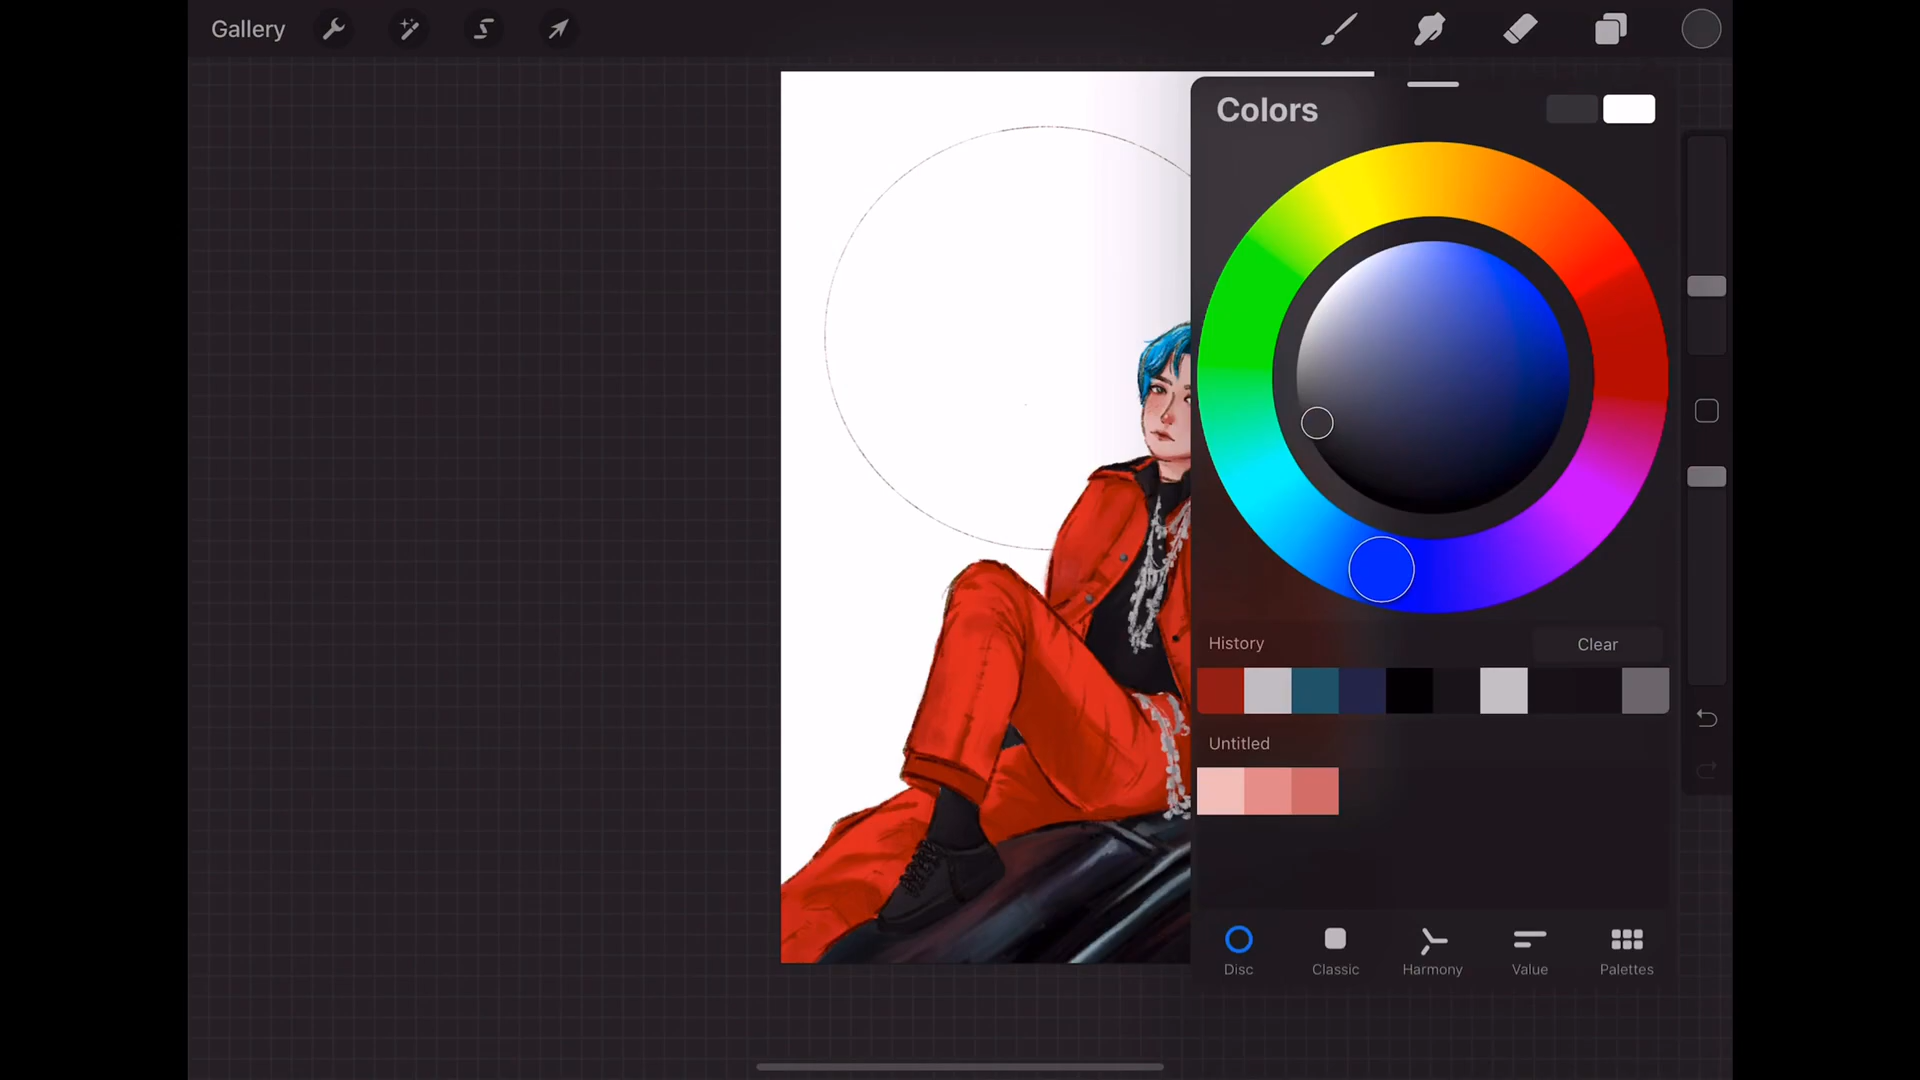 Gallery
Colors
History
Clear
Untitled
Disc
Classic
Harmony
Value
Palettes